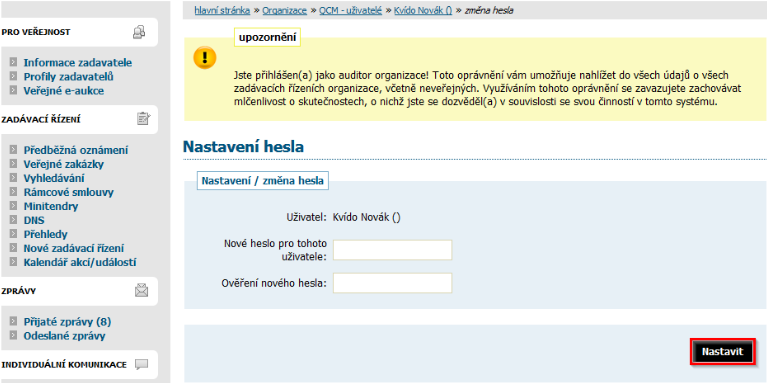 hlavní stránka » Organizace » QCM - uživatelé » Kvído Novák () » změna hesla
PRO VEŘEJNOST
Informace zadavatele
Profily zadavatelů
Veřejné e-aukce
ZADÁVACÍ ŘÍZENÍ
Předběžná oznámení
Veřejné zakázky
Vyhledávání
Rámcové smlouvy
Minitendry
DNS
Přehledy
Nové zadávací řízení
Kalendář akcí/událostí
ZPRÁVY
Přijaté zprávy (8)
Odeslané zprávy
INDIVIDUÁLNÍ KOMUNIKACE
upozornění
Jste přihlášen(a) jako auditor organizace! Toto oprávnění vám umožňuje nahlížet do všech údajů o všech
zadávacích řízeních organizace, včetně neveřejných. Využíváním tohoto oprávnění se zavazujete zachovávat
mlčenlivost o skutečnostech, o nichž jste se dozvěděl(a) v souvislosti se svou činností v tomto systému.
Nastavení hesla
Nastavení / změna hesla
Uživatel: Kvído Novák ()
Nové heslo pro tohoto
uživatele:
Ověření nového hesla:
Nastavit